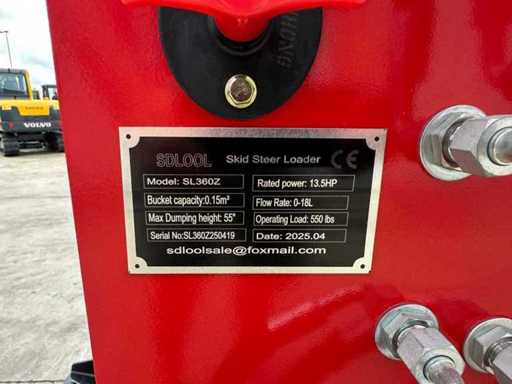 HONG
VOLVO
SDLOOL Skid Steer Loader CE
Model: SL360Z Rated power: 13.5HP
Bucket capacity:0.15m³ Flow Rate: 0-18L
Max Dumping height: 55" Operating Load: 550 lbs
Serial No:SL360Z250419 Date: 2025.04
sdloolsale@foxmail.com